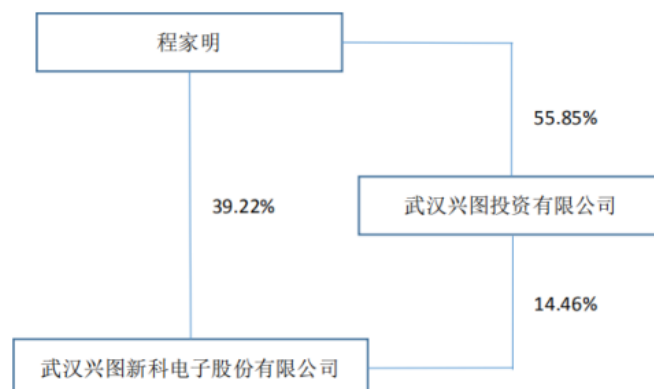 程家明
55.85%
39.22%
武汉兴图投资有限公司
14.46%
武汉兴图新科电子股份有限公司